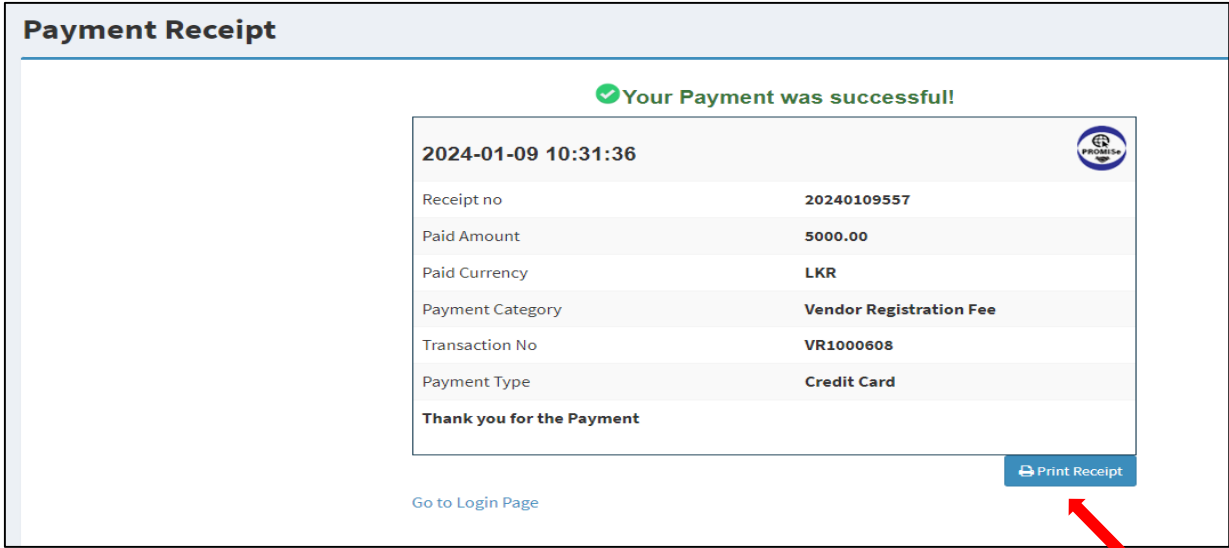 Payment Receipt
Your Payment was successful!
2024-01-09 10:31:36
PROMISe
Receipt no 20240109557
Paid Amount 5000.00
Paid Currency LKR
Payment Category Vendor Registration Fee
Transaction No VR1000608
Payment Type Credit Card
Thank you for the Payment
Print Receipt
Go to Login Page